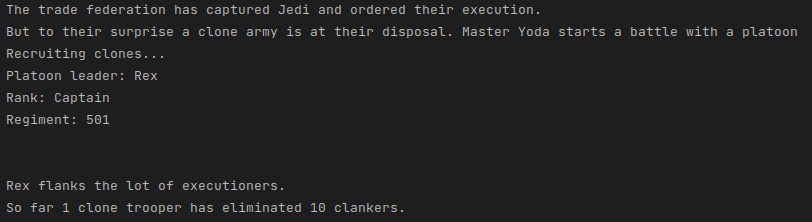 The trade federation has captured Jedi and ordered their execution.
But to their surprise a clone army is at their disposal. Master Yoda starts a battle with a platoon
Recruiting clones...
Platoon leader: Rex
Rank: Captain
Regiment: 501
Rex flanks the lot of executioners.
So far 1 clone trooper has eliminated 10 clankers.